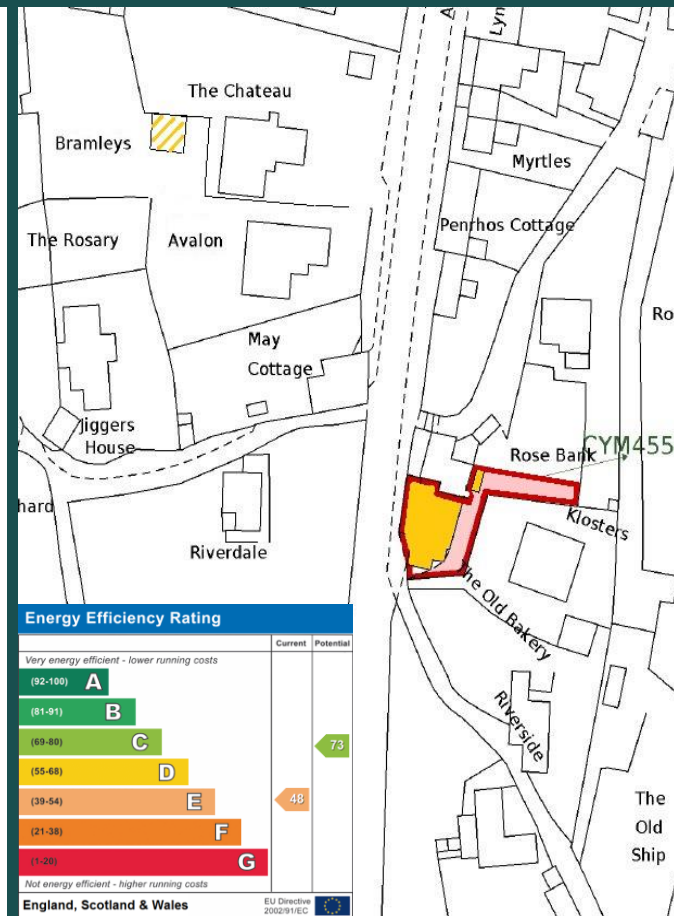 Lyn
The Chateau
Bramleys
Myrtles
The Rosary
Avalon
Penrhos Cottage
Ro
May
Cottage
Jiggers
House
Rose Bank
CYM455
hard
Klosters
Riverdale
The Old Bakery
Riverside
The
Old
Ship
Energy Efficiency Rating
Current Potential
Very energy efficient - lower running costs
(92-100) A
(81-91) B
(69-80) C 73
(55-68) D
(39-54) E 48
(21-38) F
(1-20) G
Not energy efficient - higher running costs
England, Scotland & Wales EU Directive
2002/91/EC